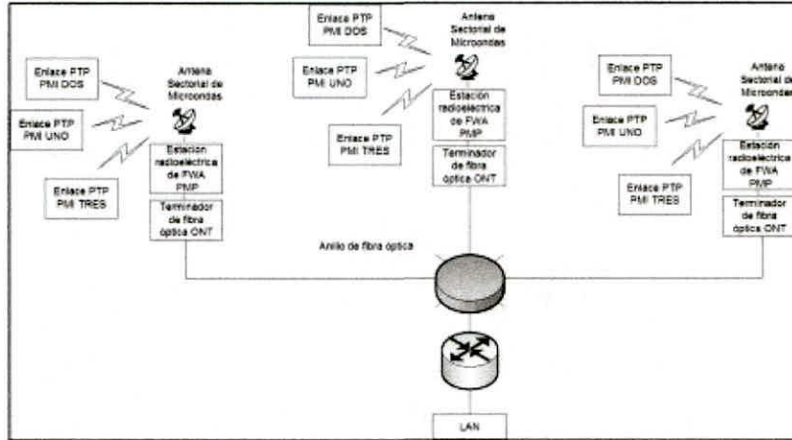 Enlace PTP
PMI DOS
Enlace PTP
PMI UNO
Enlace PTP
PMI TRES
Antena
Sectorial de
Microondas
Estación
radioeléctrica
de FWA
PMP
Terminador
de fibra
óptica ONT
Enlace PTP
PMI DOS
Enlace PTP
PMI UNO
Enlace PTP
PMI TRES
Antena
Sectorial
de Microondas
Estación
radioeléctrica
de FWA
PMP
Terminador
de fibra
óptica ONT
Enlace PTP
PMI DOS
Enlace PTP
PMI UNO
Enlace PTP
PMI TRES
Antena
Sectorial de
Microondas
Estación
radioeléctrica
de FWA
PMP
Terminador
de fibra
óptica ONT
Anillo de fibra óptica
LAN